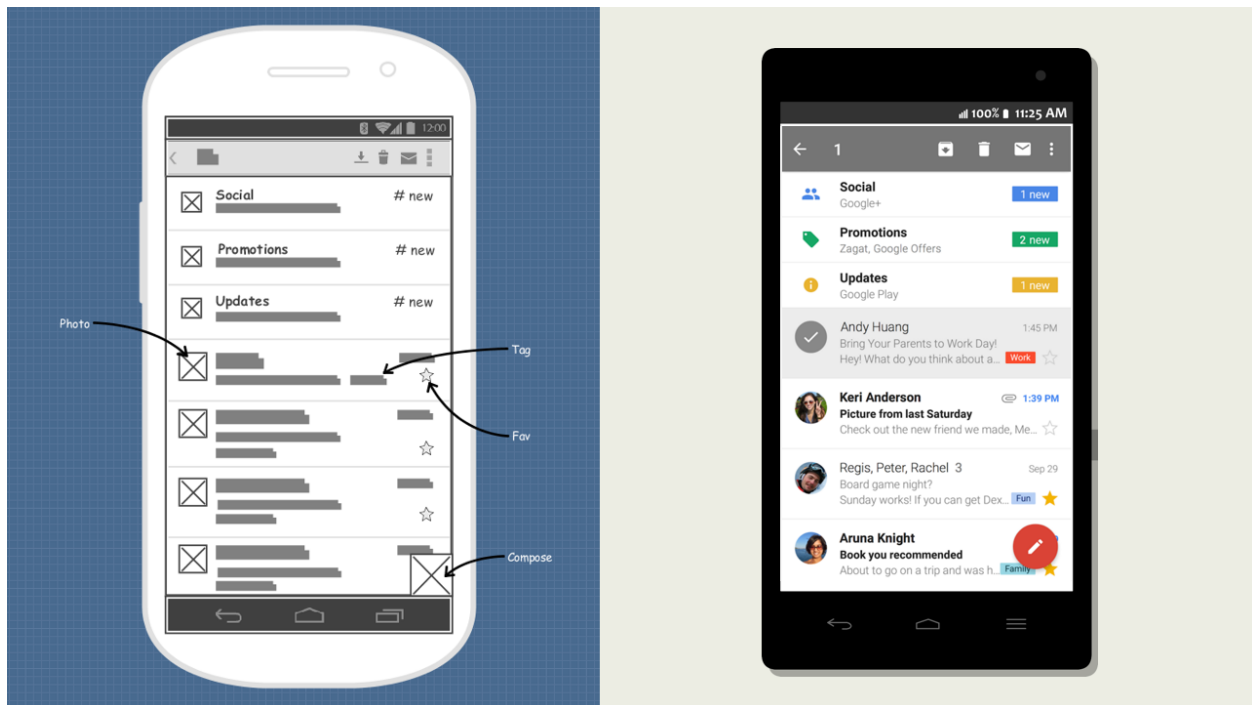 12:00
Social
# new
Promotions
# new
Updates
# new
Photo
Tag
Fav
Compose
100% 11:25 AM
1
Social
Google+
1 new
Promotions
Zagat, Google Offers
2 new
Updates
Google Play
1 new
Andy Huang
1:45 PM
Bring Your Parents to Work Day!
Hey! What do you think about a...
Work
Keri Anderson
1:39 PM
Picture from last Saturday
Check out the new friend we made, Me...
Regis, Peter, Rachel 3
Sep 29
Board game night?
Sunday works! If you can get Dex...
Fun
Aruna Knight
Book you recommended
About to go on a trip and was h...
Family